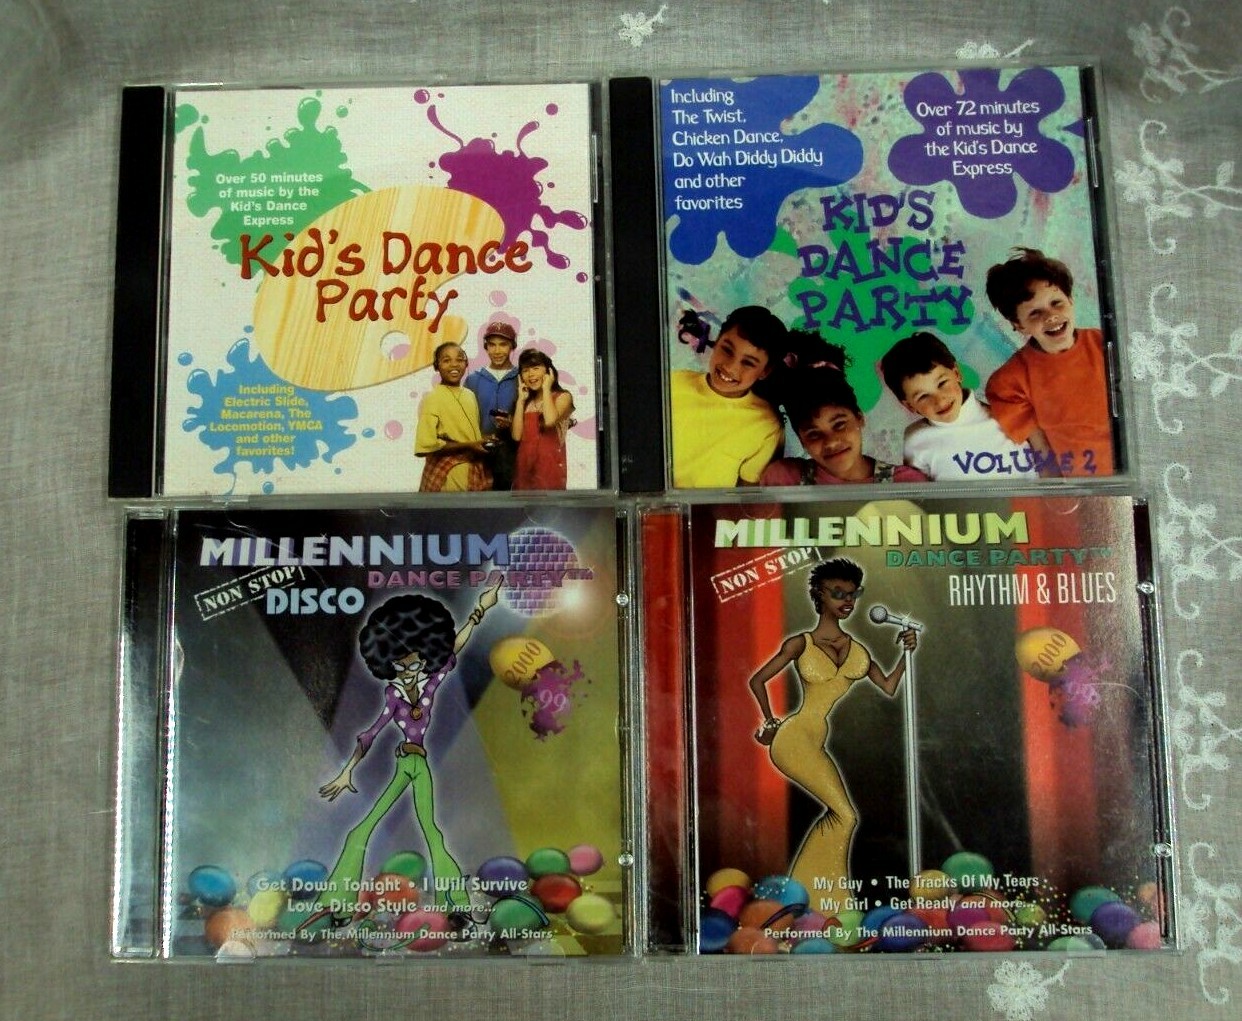 Over 50 minutes
of music by the
Kid's Dance
Express
Kid's Dance
Party
Including
Electric Slide,
Macarena, The
Locomotion, YMCA
and other
favorites!
Including
The Twist,
Chicken Dance,
Do Wah Diddy Diddy
and other
favorites
Over 72 minutes
of music by
the Kid's Dance
Express
KID'S
DANCE
PARTY
VOLUME 2
MILLENNIUM
DANCE PARTY™
NON STOP
DISCO
2000
99
Get Down Tonight • I Will Survive
Love Disco Style and more...
Performed By The Millennium Dance Party All-Stars
MILLENNIUM
DANCE PARTY™
NON STOP
RHYTHM & BLUES
2000
99
My Guy • The Tracks Of My Tears
My Girl • Get Ready and more...
Performed By The Millennium Dance Party All-Stars